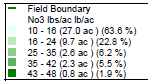 Field Boundary
No3 lbs/ac lb/ac
10 - 16 (27.0 ac ) (63.6 %)
16 - 24 (9.7 ac ) (22.8 %)
25 - 35 (2.6 ac ) (6.2 %)
35 - 42 (2.3 ac ) (5.5 %)
43 - 48 (0.8 ac ) (1.9 %)